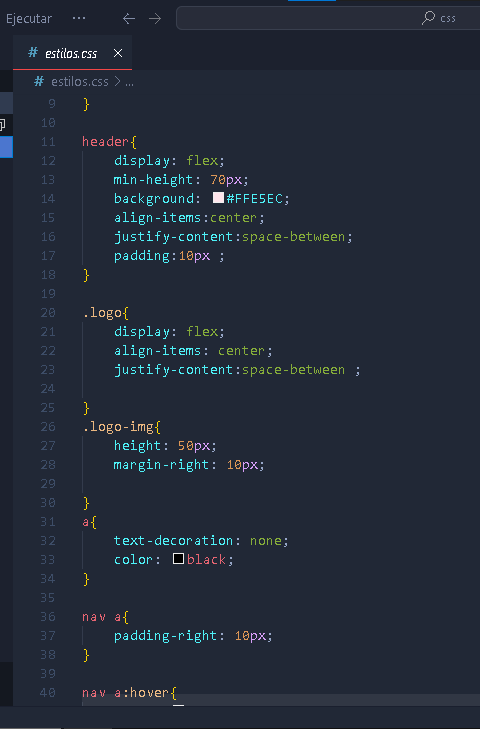 Ejecutar ... ← → css
# estilos.css ×
# estilos.css > ...
9 }
10
11 header{
12 display: flex;
13 min-height: 70px;
14 background: #FFE5EC;
15 align-items:center;
16 justify-content:space-between;
17 padding:10px ;
18 }
19
20 .logo{
21 display: flex;
22 align-items: center;
23 justify-content:space-between ;
24
25 }
26 .logo-img{
27 height: 50px;
28 margin-right: 10px;
29
30 }
31 a{
32 text-decoration: none;
33 color: black;
34 }
35
36 nav a{
37 padding-right: 10px;
38 }
39
40 nav a:hover{